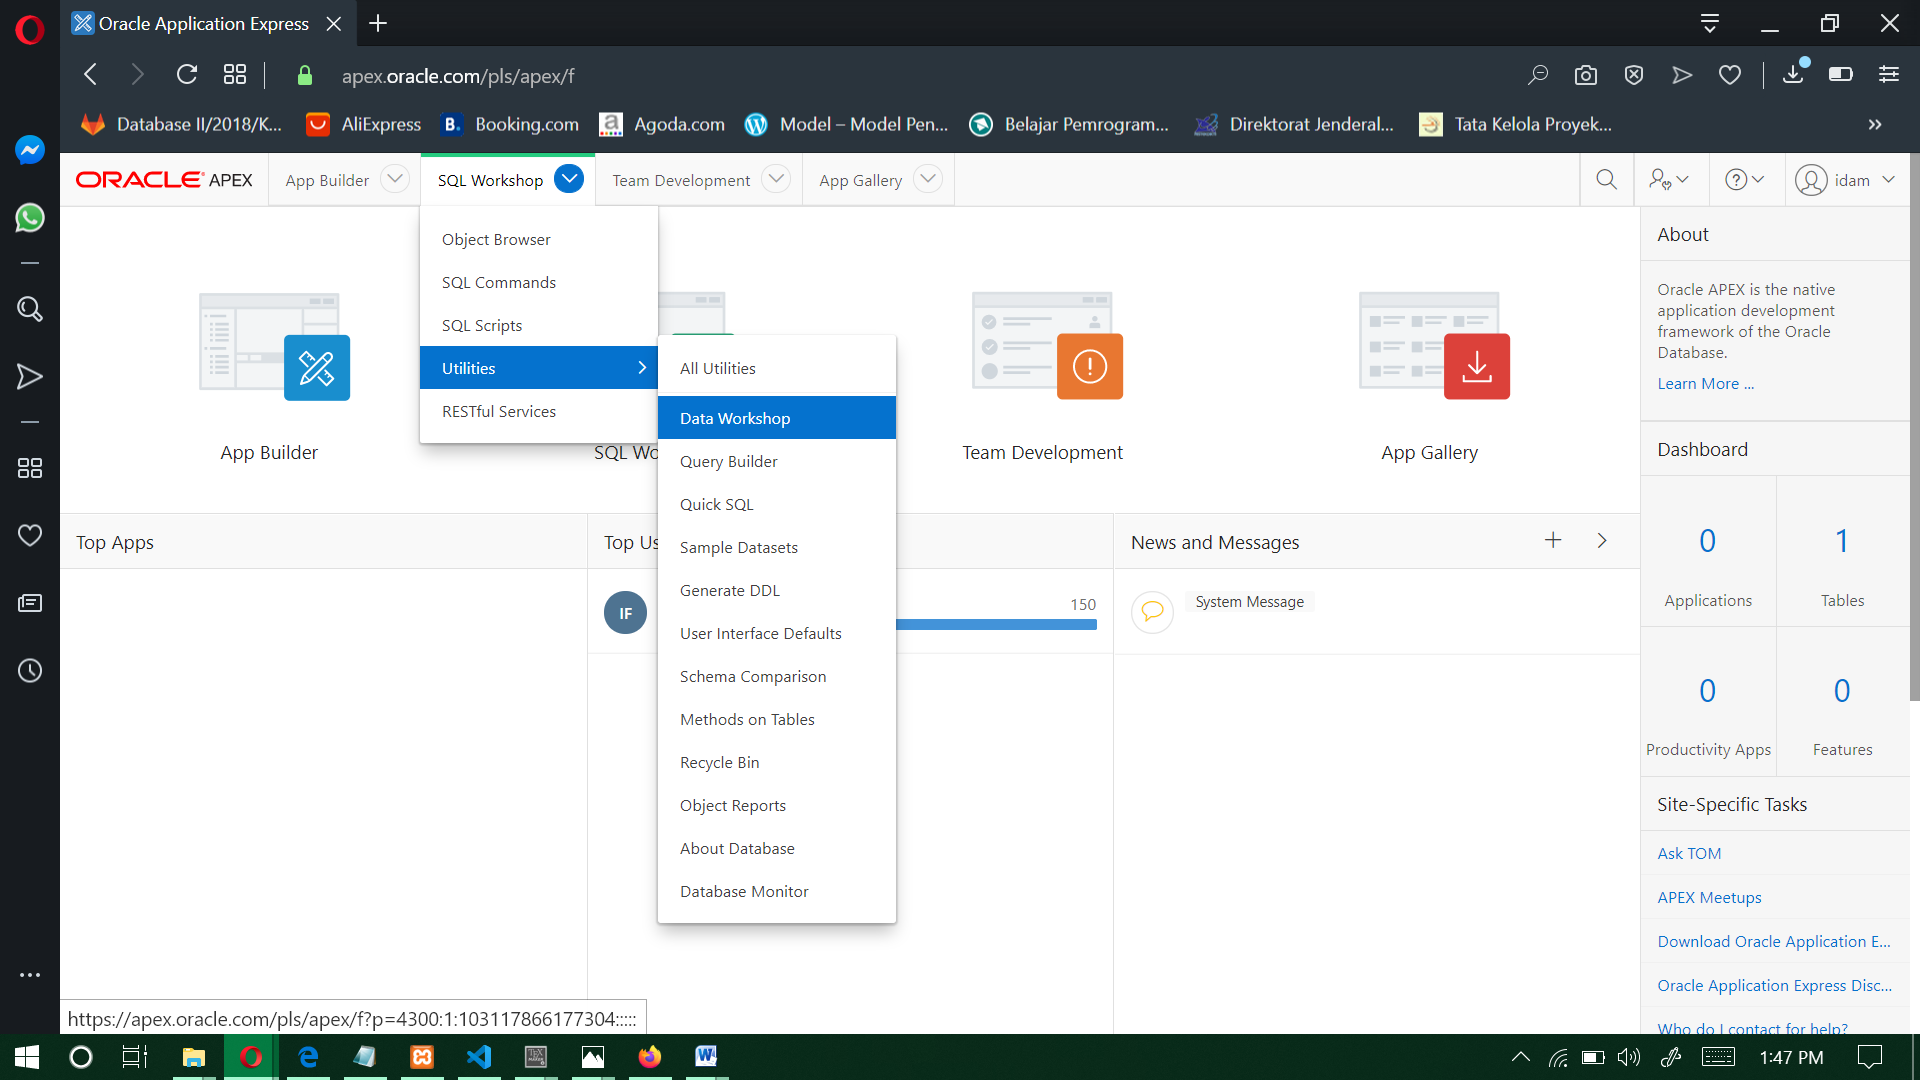 Oracle Application Express
apex.oracle.com/pls/apex/f
Database II/2018/K...
AliExpress
B.
Booking.com
a
Agoda.com
Model – Model Pen...
Belajar Pemrogram...
Direktorat Jenderal...
Tata Kelola Proyek...
ORACLE APEX
App Builder
SQL Workshop
Team Development
App Gallery
idam
Object Browser
SQL Commands
SQL Scripts
Utilities
RESTful Services
All Utilities
Data Workshop
Query Builder
Quick SQL
Sample Datasets
Generate DDL
User Interface Defaults
Schema Comparison
Methods on Tables
Recycle Bin
Object Reports
About Database
Database Monitor
App Builder
SQL Wo
Team Development
App Gallery
Top Apps
Top Us
IF
150
News and Messages
System Message
About
Oracle APEX is the native
application development
framework of the Oracle
Database.
Learn More ...
Dashboard
0
Applications
1
Tables
0
Productivity Apps
0
Features
Site-Specific Tasks
Ask TOM
APEX Meetups
Download Oracle Application E...
Oracle Application Express Disc...
Who do I contact for help?
https://apex.oracle.com/pls/apex/f?p=4300:1:103117866177304:::::
1:47 PM